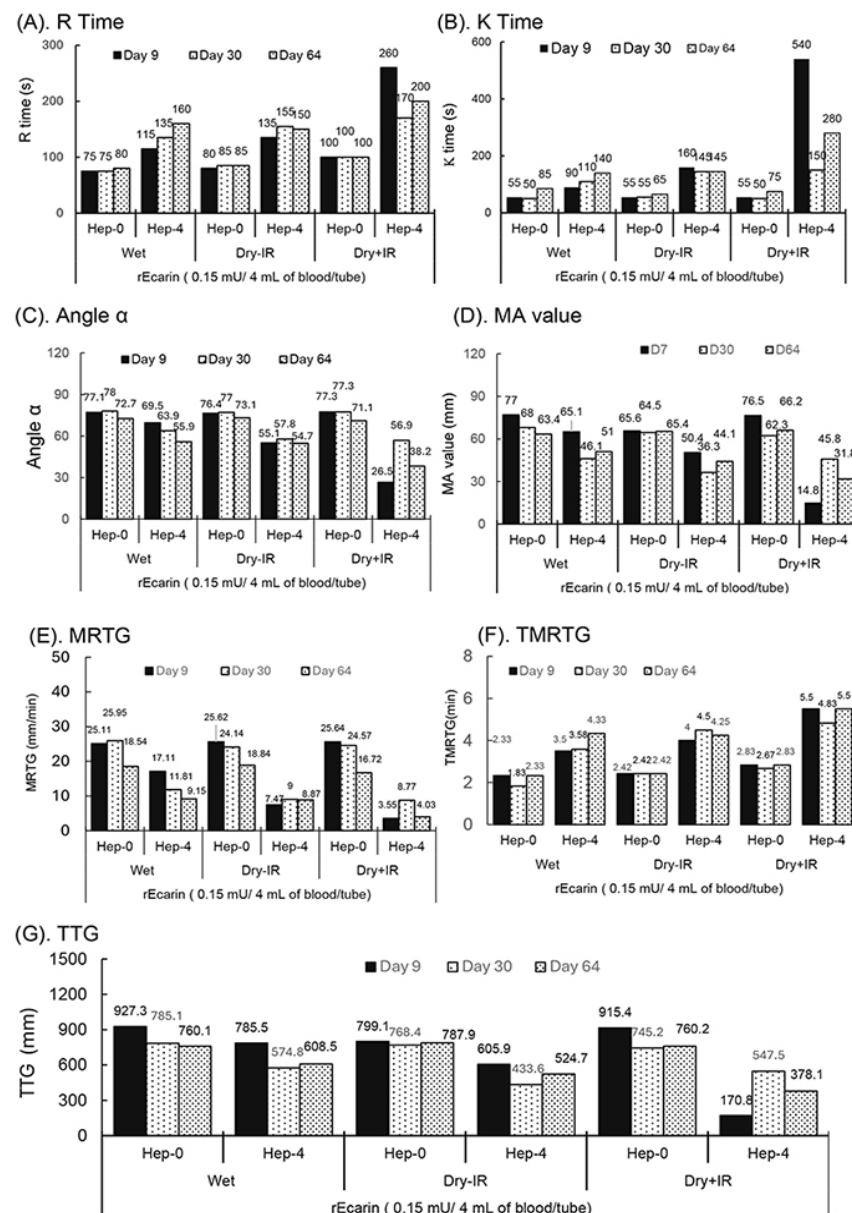 (A). R Time
Day 9 Day 30 Day 64
R time (s)
300
200
100
0
75 75 80 115 135 160 80 85 85 135 155 150 100 100 100 260 170 200
Hep-0 Hep-4 Hep-0 Hep-4 Hep-0 Hep-4
Wet Dry-IR Dry+IR
rEcarin ( 0.15 mU/ 4 mL of blood/tube)
(B). K Time
Day 9 Day 30 Day 64
K time (s)
600
400
200
0
55 50 85 90 110 140 55 55 65 160 145 145 55 50 75 540 150 280
Hep-0 Hep-4 Hep-0 Hep-4 Hep-0 Hep-4
Wet Dry-IR Dry+IR
rEcarin ( 0.15 mU/ 4 mL of blood/tube)
(C). Angle α
Day 9 Day 30 Day 64
Angle α
120
90
60
30
0
77.1 78 72.7 69.5 63.9 55.9 76.4 77 73.1 55.1 57.8 54.7 77.3 77.3 71.1 26.5 56.9 38.2
Hep-0 Hep-4 Hep-0 Hep-4 Hep-0 Hep-4
Wet Dry-IR Dry+IR
rEcarin ( 0.15 mU/ 4 mL of blood/tube)
(D). MA value
D7 D30 D64
MA value (mm)
120
90
60
30
0
77 68 63.4 65.1 46.1 51 65.6 64.5 65.4 50.4 36.3 44.1 76.5 62.3 66.2 14.8 45.8 31.8
Hep-0 Hep-4 Hep-0 Hep-4 Hep-0 Hep-4
Wet Dry-IR Dry+IR
rEcarin ( 0.15 mU/ 4 mL of blood/tube)
(E). MRTG
Day 9 Day 30 Day 64
MRTG (mm/min)
50
40
30
20
10
0
25.11 25.95 18.54 17.11 11.81 9.15 25.62 24.14 18.84 7.47 9 8.87 25.64 24.57 16.72 3.55 8.77 4.03
Hep-0 Hep-4 Hep-0 Hep-4 Hep-0 Hep-4
Wet Dry-IR Dry+IR
rEcarin ( 0.15 mU/ 4 mL of blood/tube)
(F). TMRTG
Day 9 Day 30 Day 64
TMRTG(min)
8
6
4
2
0
2.33 1.83 2.33 3.5 3.58 4.33 2.42 2.42 2.42 4 4.5 4.25 2.83 2.67 2.83 5.5 4.83 5.5
Hep-0 Hep-4 Hep-0 Hep-4 Hep-0 Hep-4
Wet Dry-IR Dry+IR
rEcarin ( 0.15 mU/ 4 mL of blood/tube)
(G). TTG
Day 9 Day 30 Day 64
TTG (mm)
1500
1200
900
600
300
0
927.3 785.1 760.1 785.5 574.8 608.5 799.1 768.4 787.9 605.9 433.6 524.7 915.4 745.2 760.2 170.8 547.5 378.1
Hep-0 Hep-4 Hep-0 Hep-4 Hep-0 Hep-4
Wet Dry-IR Dry+IR
rEcarin ( 0.15 mU/ 4 mL of blood/tube)